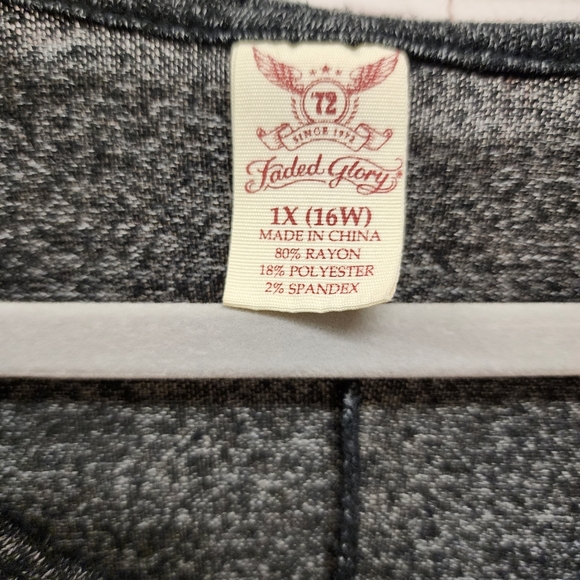 '72
SINCE 1972
Faded Glory®
1X (16W)
MADE IN CHINA
80% RAYON
18% POLYESTER
2% SPANDEX